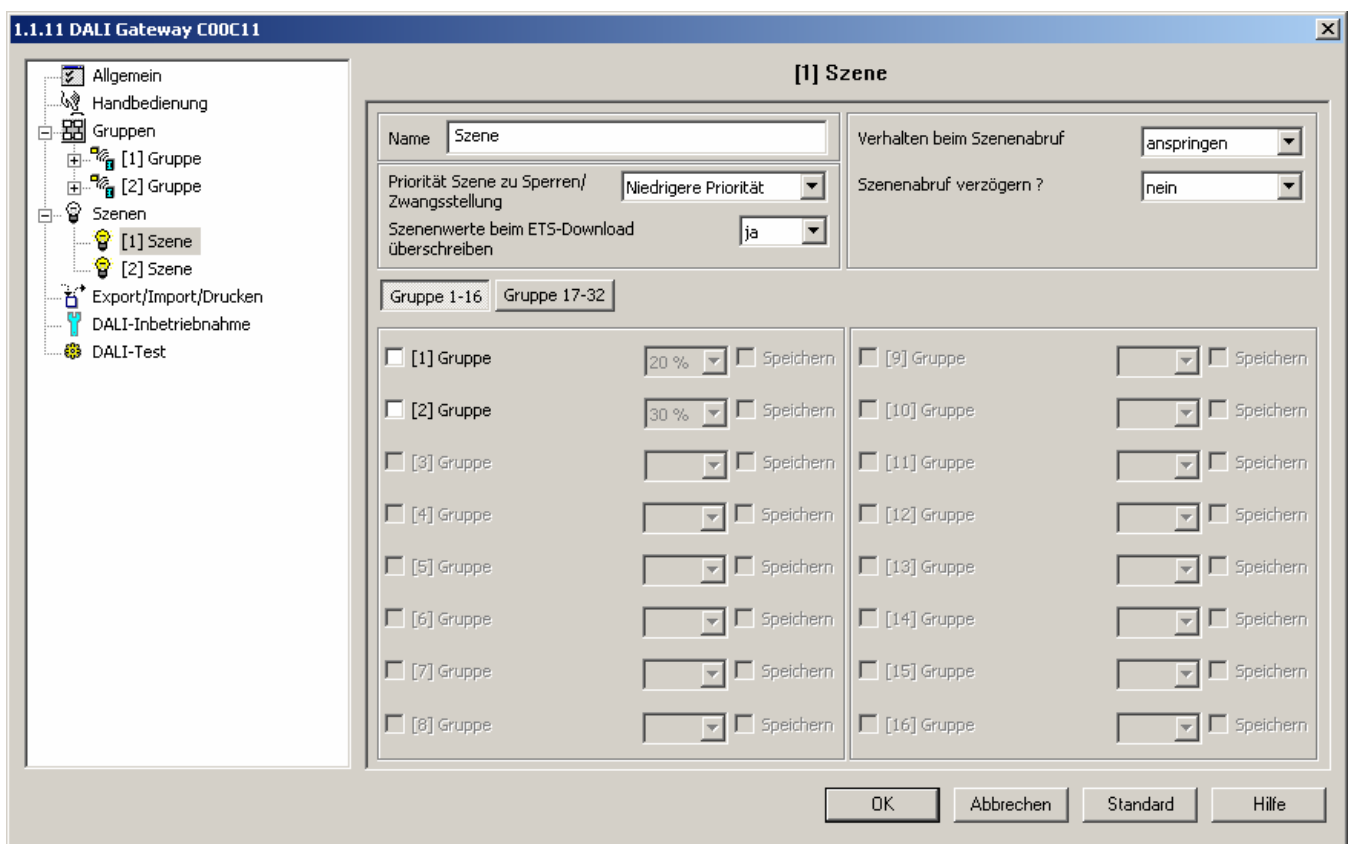 1.1.11 DALI Gateway C00C11
Allgemein
Handbedienung
Gruppen
[1] Gruppe
[2] Gruppe
Szenen
[1] Szene
[2] Szene
Export/Import/Drucken
DALI-Inbetriebnahme
DALI-Test
[1] Szene
Name Szene
Priorität Szene zu Sperren/
Zwangsstellung
Niedrigere Priorität
Szenenwerte beim ETS-Download
überschreiben
ja
Verhalten beim Szenenabruf anspringen
Szenenabruf verzögern ? nein
Gruppe 1-16 Gruppe 17-32
[1] Gruppe 20 % Speichern
[2] Gruppe 30 % Speichern
[3] Gruppe Speichern
[4] Gruppe Speichern
[5] Gruppe Speichern
[6] Gruppe Speichern
[7] Gruppe Speichern
[8] Gruppe Speichern
[9] Gruppe Speichern
[10] Gruppe Speichern
[11] Gruppe Speichern
[12] Gruppe Speichern
[13] Gruppe Speichern
[14] Gruppe Speichern
[15] Gruppe Speichern
[16] Gruppe Speichern
OK Abbrechen Standard Hilfe